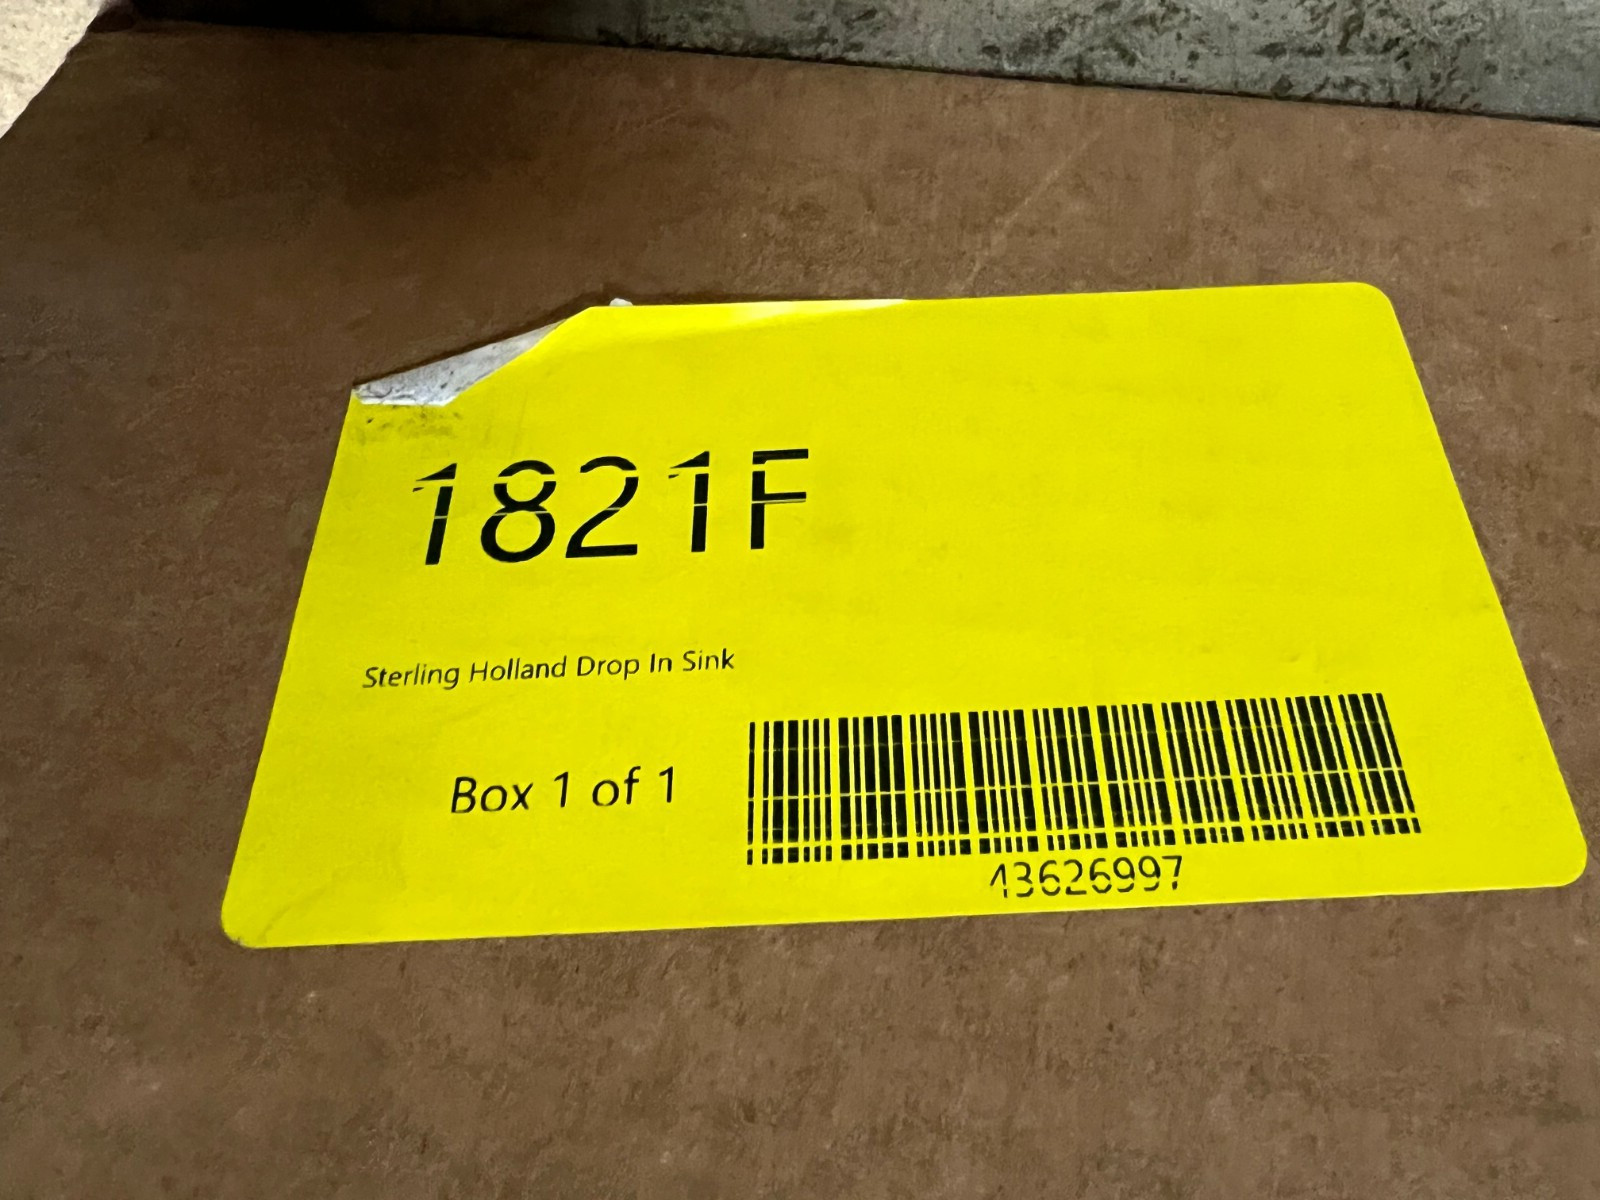 1821F
Sterling Holland Drop In Sink
Box 1 of 1
43626997